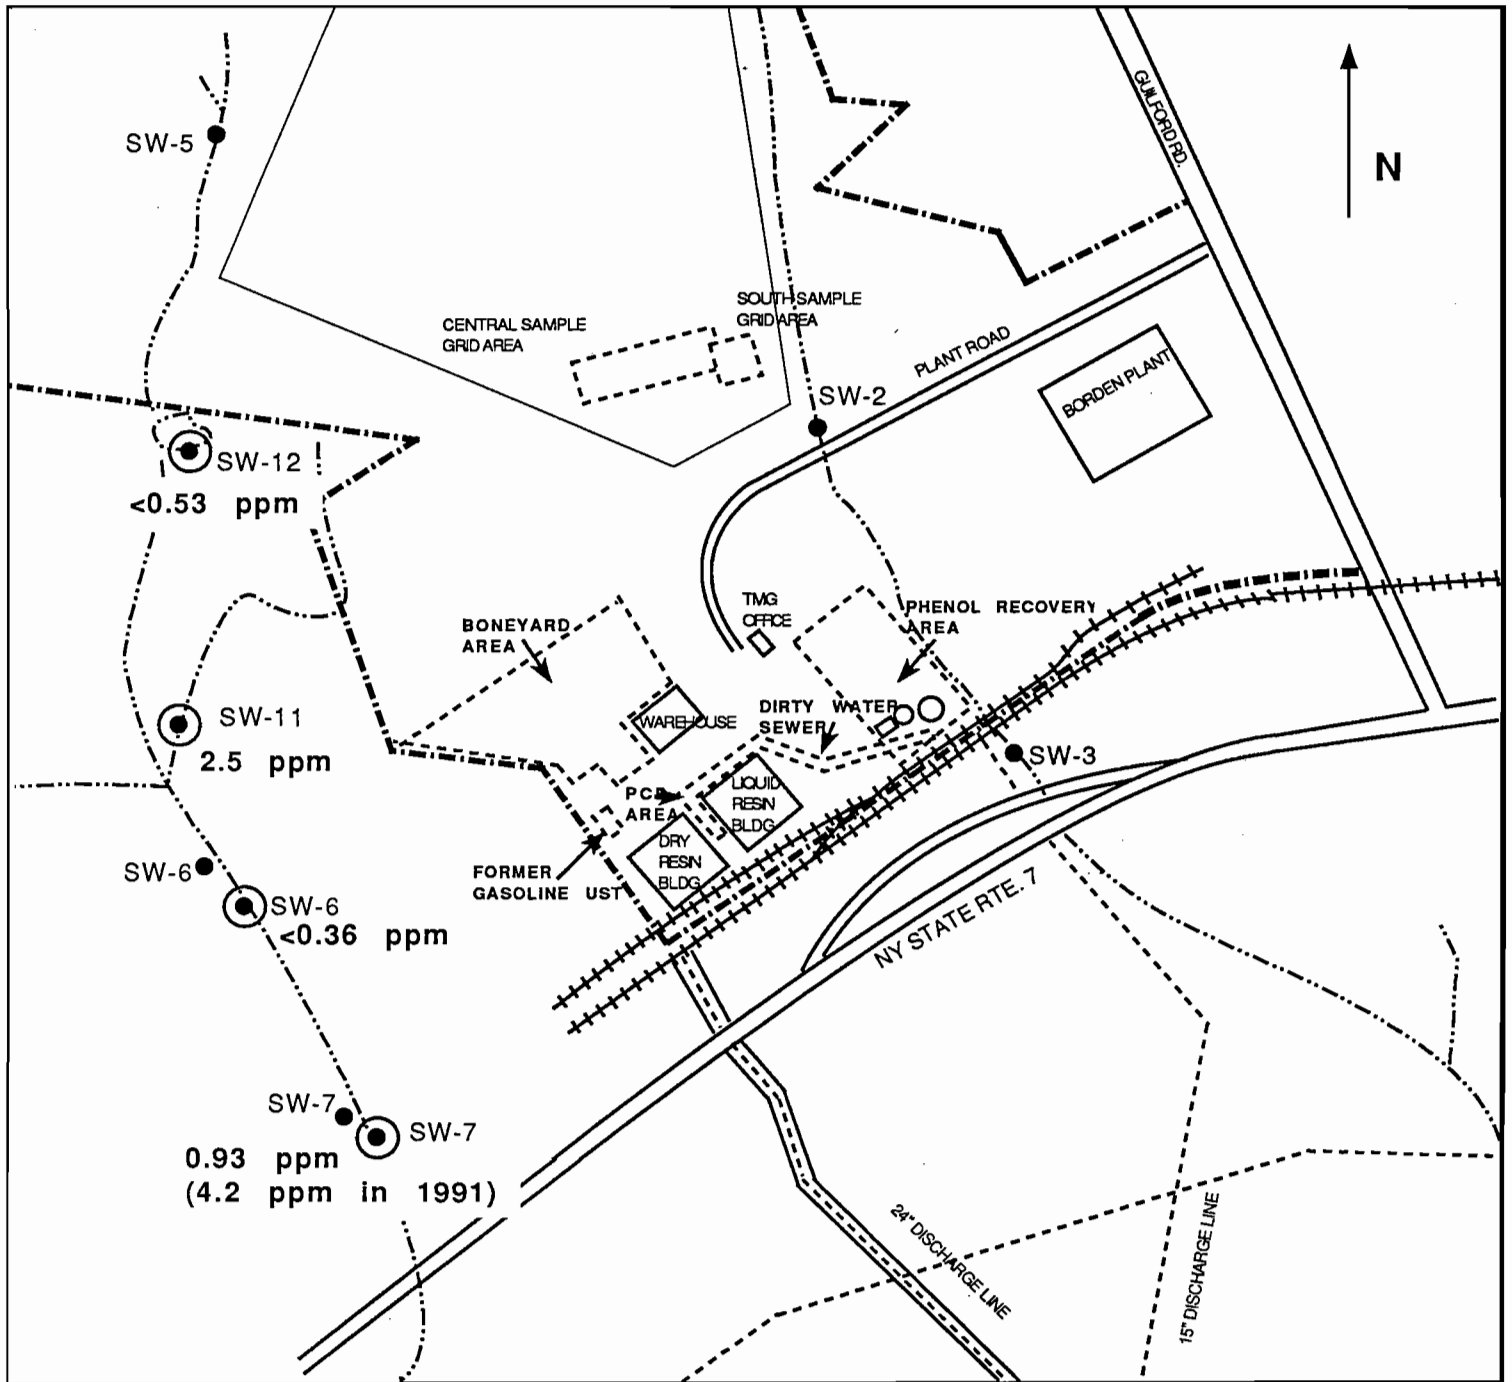 GUILFORD RD.
N
SW-5
SOUTH SAMPLE
GRID AREA
CENTRAL SAMPLE
GRID AREA
PLANT ROAD
BORDEN PLANT
SW-2
SW-12
<0.53 ppm
TMG
OFFICE
PHENOL RECOVERY
AREA
BONEYARD
AREA
WAREHOUSE
DIRTY WATER
SEWER
SW-11
2.5 ppm
SW-3
PCB
AREA
LIQUID
RESIN
BLDG
DRY
RESIN
BLDG
FORMER
GASOLINE UST
SW-6
SW-6
<0.36 ppm
NY STATE RTE. 7
SW-7
SW-7
0.93 ppm
(4.2 ppm in 1991)
24" DISCHARGE LINE
15" DISCHARGE LINE